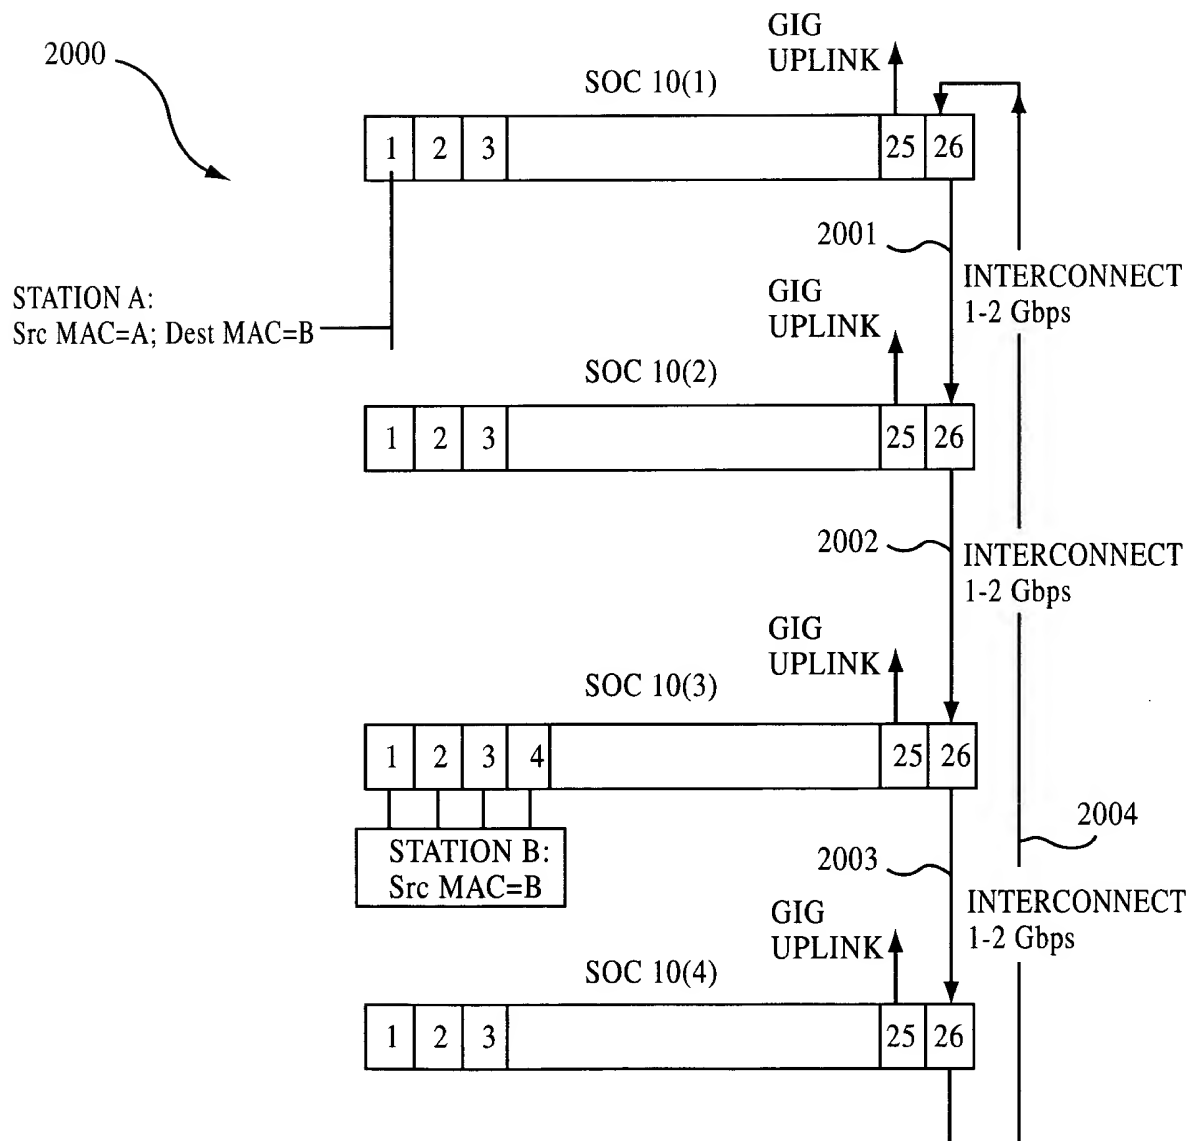 2000
GIG
UPLINK
SOC 10(1)
1 2 3 25 26
2001
INTERCONNECT
1-2 Gbps
STATION A:
Src MAC=A; Dest MAC=B
GIG
UPLINK
SOC 10(2)
1 2 3 25 26
2002
INTERCONNECT
1-2 Gbps
GIG
UPLINK
SOC 10(3)
1 2 3 4 25 26
2004
STATION B:
Src MAC=B
2003
INTERCONNECT
1-2 Gbps
GIG
UPLINK
SOC 10(4)
1 2 3 25 26